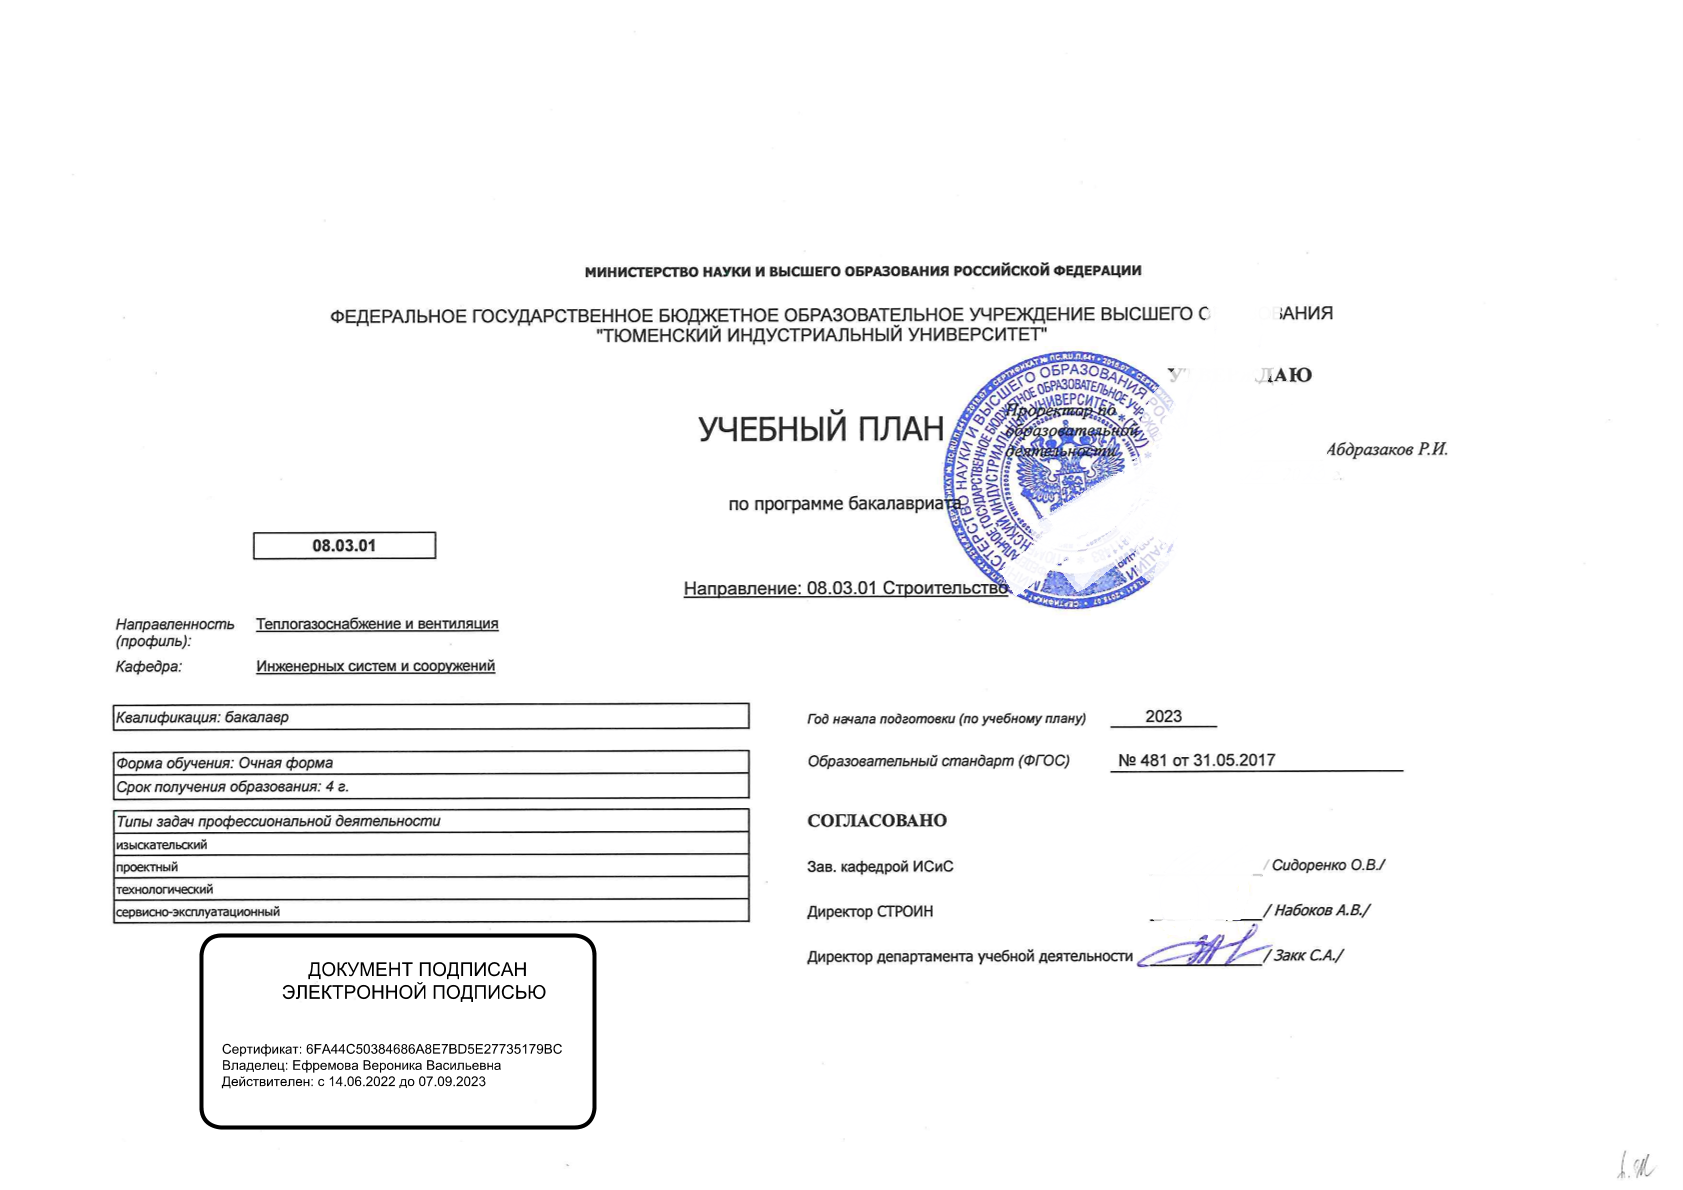 МИНИСТЕРСТВО НАУКИ И ВЫСШЕГО ОБРАЗОВАНИЯ РОССИЙСКОЙ ФЕДЕРАЦИИ
ФЕДЕРАЛЬНОЕ ГОСУДАРСТВЕННОЕ БЮДЖЕТНОЕ ОБРАЗОВАТЕЛЬНОЕ УЧРЕЖДЕНИЕ ВЫСШЕГО О ВАНИЯ
"ТЮМЕНСКИЙ ИНДУСТРИАЛЬНЫЙ УНИВЕРСИТЕТ"
УТ ДАЮ
УЧЕБНЫЙ ПЛАН
Проректор по
образовательной
деятельности
Абдразаков Р.И.
по программе бакалавриата
08.03.01
Направление: 08.03.01 Строительство
Направленность (профиль): Теплогазоснабжение и вентиляция
Кафедра: Инженерных систем и сооружений
Квалификация: бакалавр
Год начала подготовки (по учебному плану) 2023
Форма обучения: Очная форма
Образовательный стандарт (ФГОС) № 481 от 31.05.2017
Срок получения образования: 4 г.
Типы задач профессиональной деятельности
изыскательский
проектный
технологический
сервисно-эксплуатационный
СОГЛАСОВАНО
Зав. кафедрой ИСиС / Сидоренко О.В./
Директор СТРОИН / Набоков А.В./
Директор департамента учебной деятельности / Закк С.А./
ДОКУМЕНТ ПОДПИСАН
ЭЛЕКТРОННОЙ ПОДПИСЬЮ
Сертификат: 6FA44C50384686A8E7BD5E27735179BC
Владелец: Ефремова Вероника Васильевна
Действителен: с 14.06.2022 до 07.09.2023